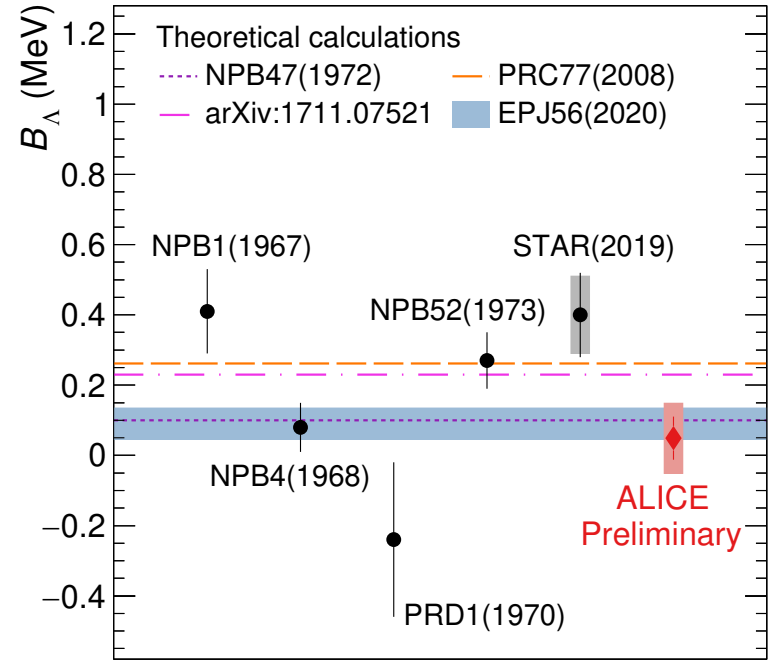 B_Λ (MeV)
1.2
1
0.8
0.6
0.4
0.2
0
−0.2
−0.4
Theoretical calculations
NPB47(1972)
PRC77(2008)
arXiv:1711.07521
EPJ56(2020)
NPB1(1967)
STAR(2019)
NPB52(1973)
NPB4(1968)
ALICE
Preliminary
PRD1(1970)